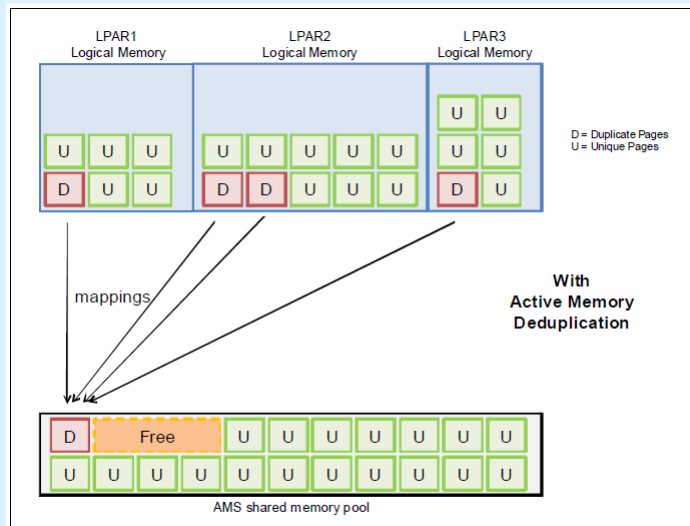 LPAR1 LPAR2 LPAR3
Logical Memory Logical Memory Logical Memory
U U
U U U U U U U U U U D = Duplicate Pages
U = Unique Pages
D U U D D U U U D U
mappings
With
Active Memory
Deduplication
D Free U U U U U U U
U U U U U U U U U U U
AMS shared memory pool